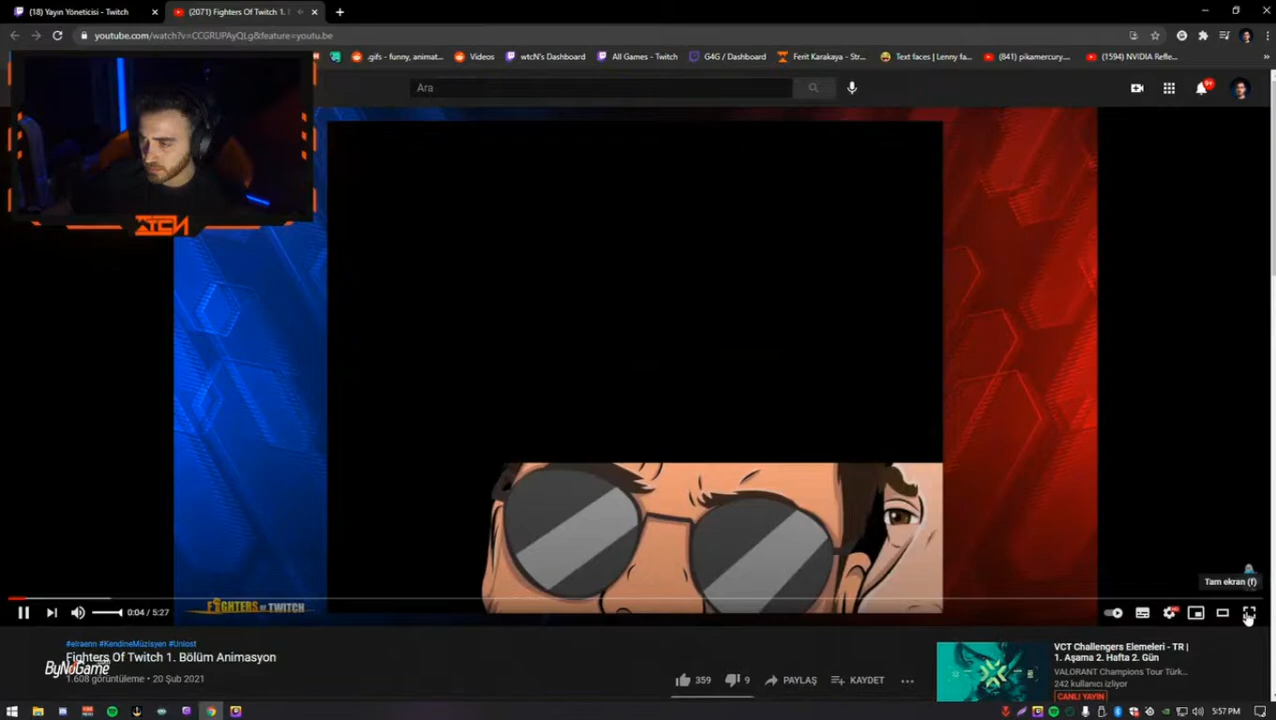 (18) Yayın Yöneticisi - Twitch
(2071) Fighters Of Twitch 1.
youtube.com/watch?v=CCGRUPAyQLg&feature=youtu.be
.gifs - funny, animat...
Videos
wtcN's Dashboard
All Games - Twitch
G4G / Dashboard
Ferit Karakaya - Str...
Text faces | Lenny fa...
(841) pikamercury....
(1594) NVIDIA Refle...
Ara
9+
Tam ekran (f)
FIGHTERS OF TWITCH
0:04 / 5:27
#elraenn #KendineMüzisyen #Unlost
Fighters Of Twitch 1. Bölüm Animasyon
ByNoGame
1.608 görüntüleme • 20 Şub 2021
359
9
PAYLAŞ
KAYDET
VCT Challengers Elemeleri - TR |
1. Aşama 2. Hafta 2. Gün
VALORANT Champions Tour Türk...
242 kullanıcı izliyor
CANLI YAYIN
5:57 PM